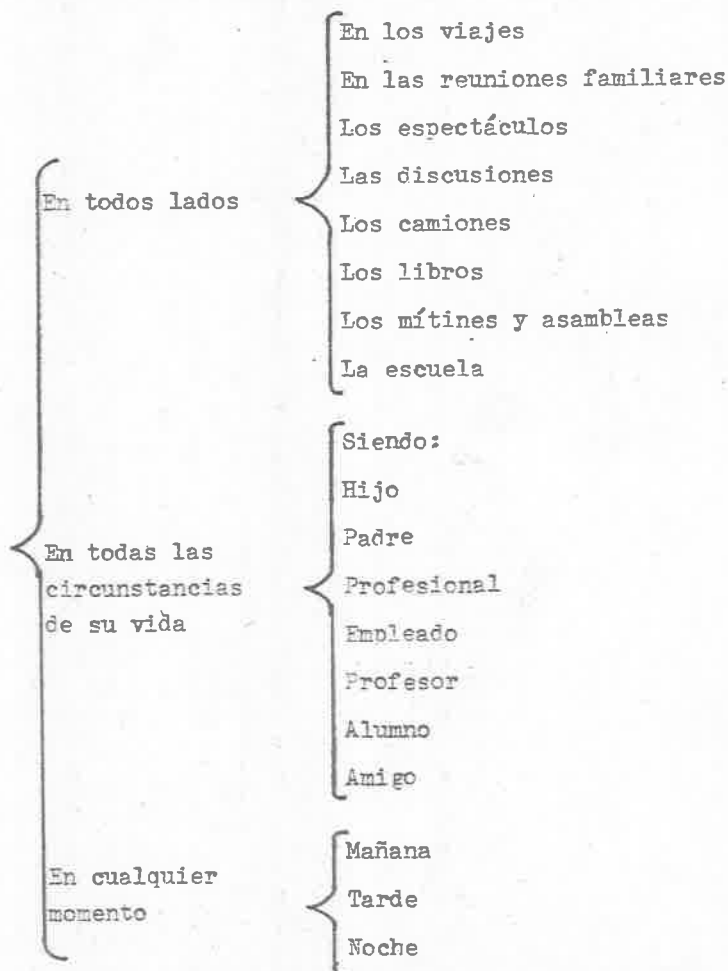 En todos lados
En los viajes
En las reuniones familiares
Los espectáculos
Las discusiones
Los camiones
Los libros
Los mítines y asambleas
La escuela
En todas las
circunstancias
de su vida
Siendo:
Hijo
Padre
Profesional
Empleado
Profesor
Alumno
Amigo
En cualquier
momento
Mañana
Tarde
Noche